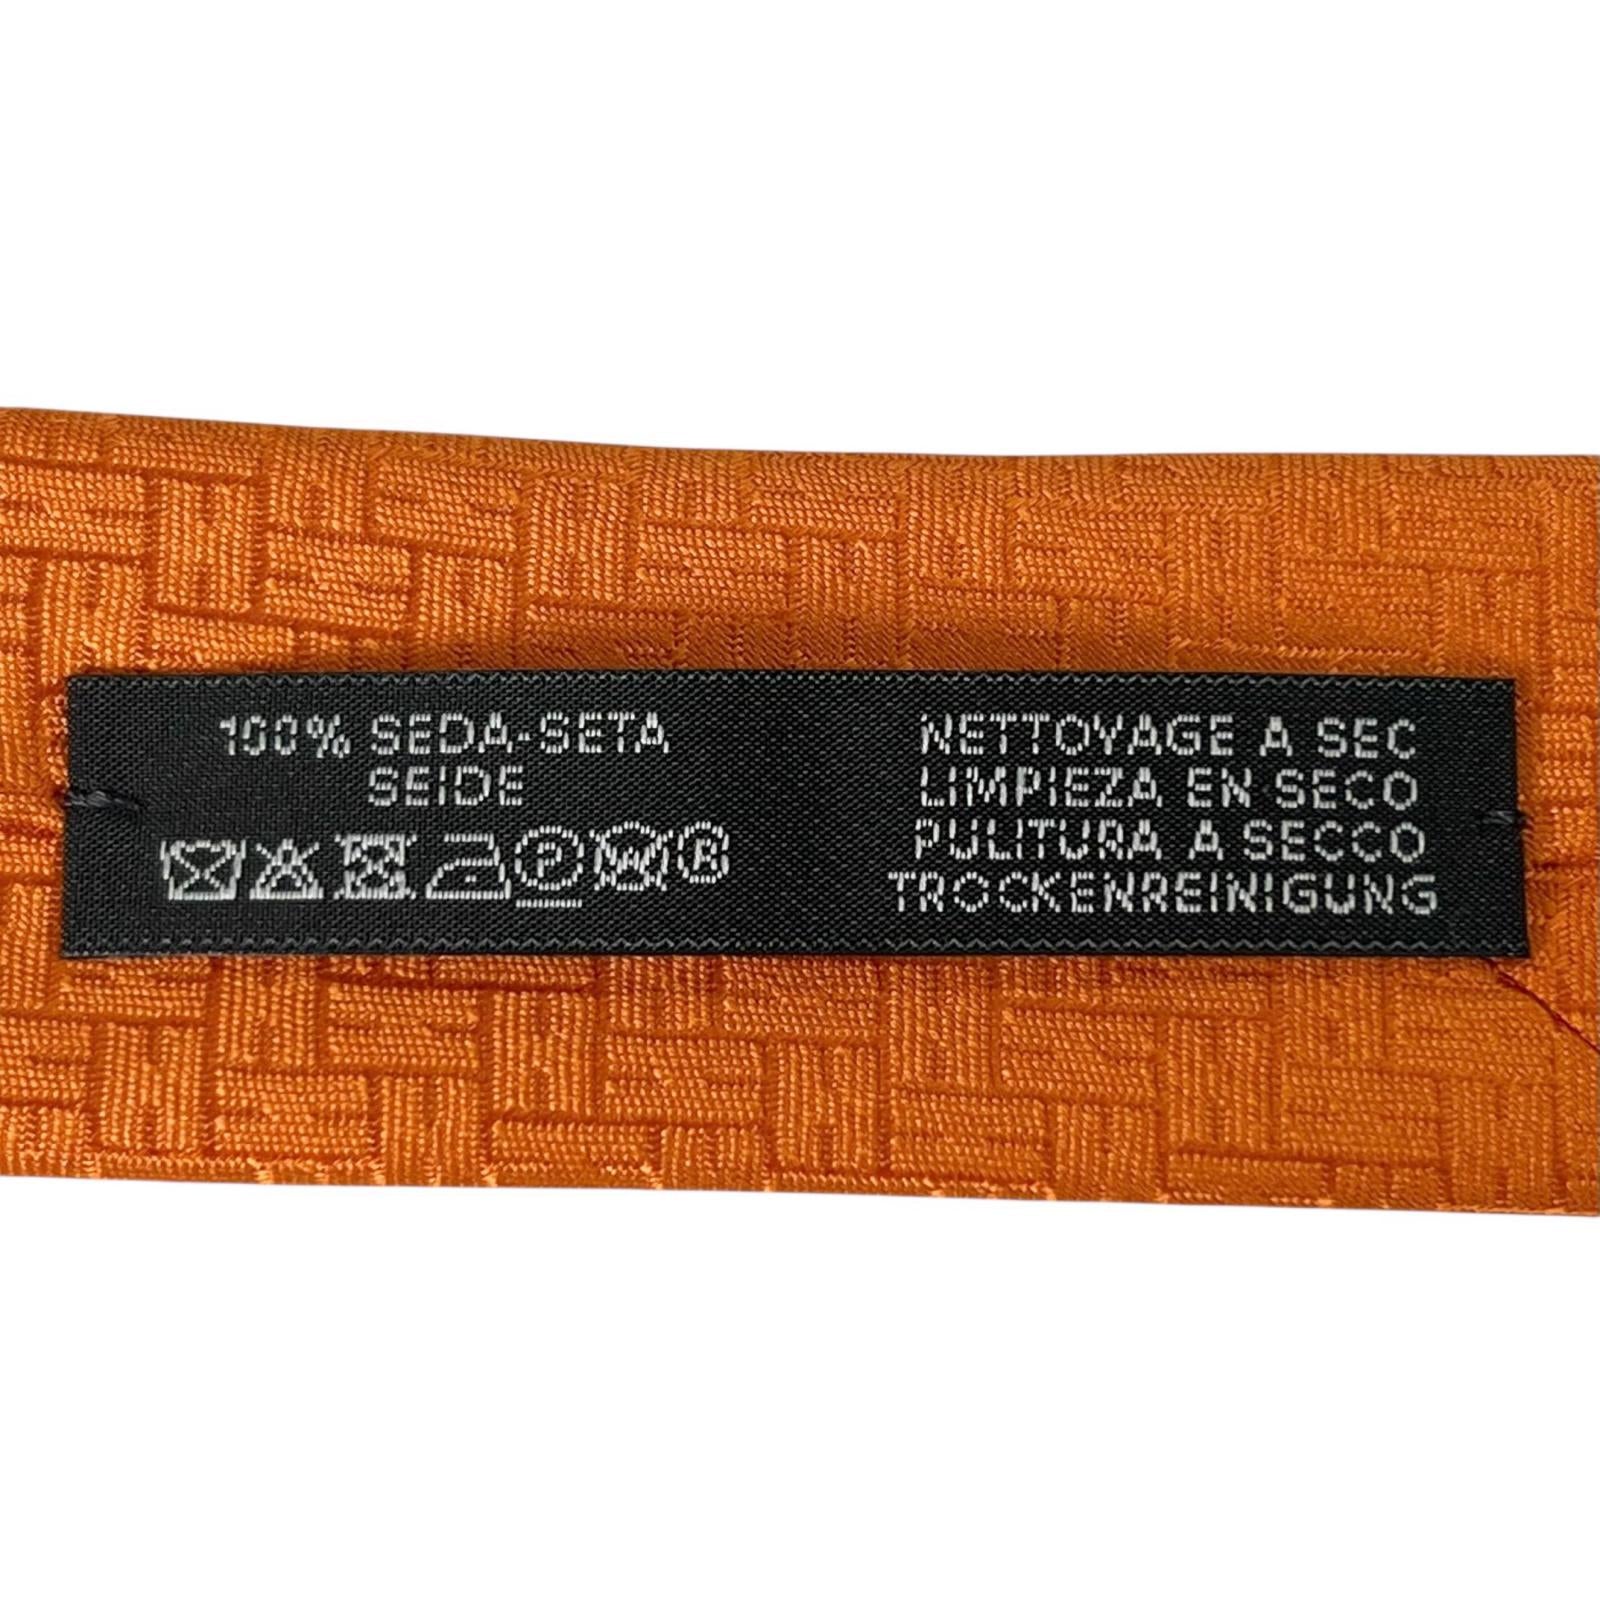 100% SEDA-SETA
SEIDE
P W R
NETTOYAGE A SEC
LIMPIEZA EN SECO
PULITURA A SECCO
TROCKENREINIGUNG